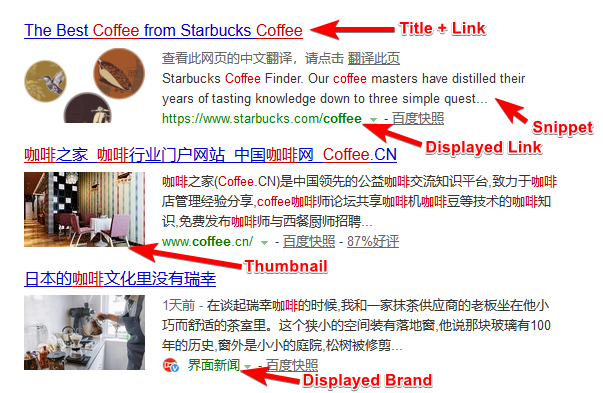 The Best Coffee from Starbucks Coffee
Title + Link
查看此网页的中文翻译，请点击 翻译此页
Starbucks Coffee Finder. Our coffee masters have distilled their
years of tasting knowledge down to three simple quest...
Snippet
https://www.starbucks.com/coffee - 百度快照
Displayed Link
咖啡之家_咖啡行业门户网站_中国咖啡网_Coffee.CN
咖啡之家(Coffee.CN)是中国领先的公益咖啡交流知识平台,致力于咖啡
店管理经验分享,coffee咖啡师论坛共享咖啡机咖啡豆等技术的咖啡知
识,免费发布咖啡师与西餐厨师招聘...
www.coffee.cn/ - 百度快照 - 87%好评
Thumbnail
日本的咖啡文化里没有瑞幸
1天前 - 在谈起瑞幸咖啡的时候,我和一家抹茶供应商的老板坐在他小
巧而舒适的茶室里。这个狭小的空间装有落地窗,他说那块玻璃有100
年的历史,窗外是小小的庭院,松树被修剪...
界面新闻 - 百度快照
Displayed Brand